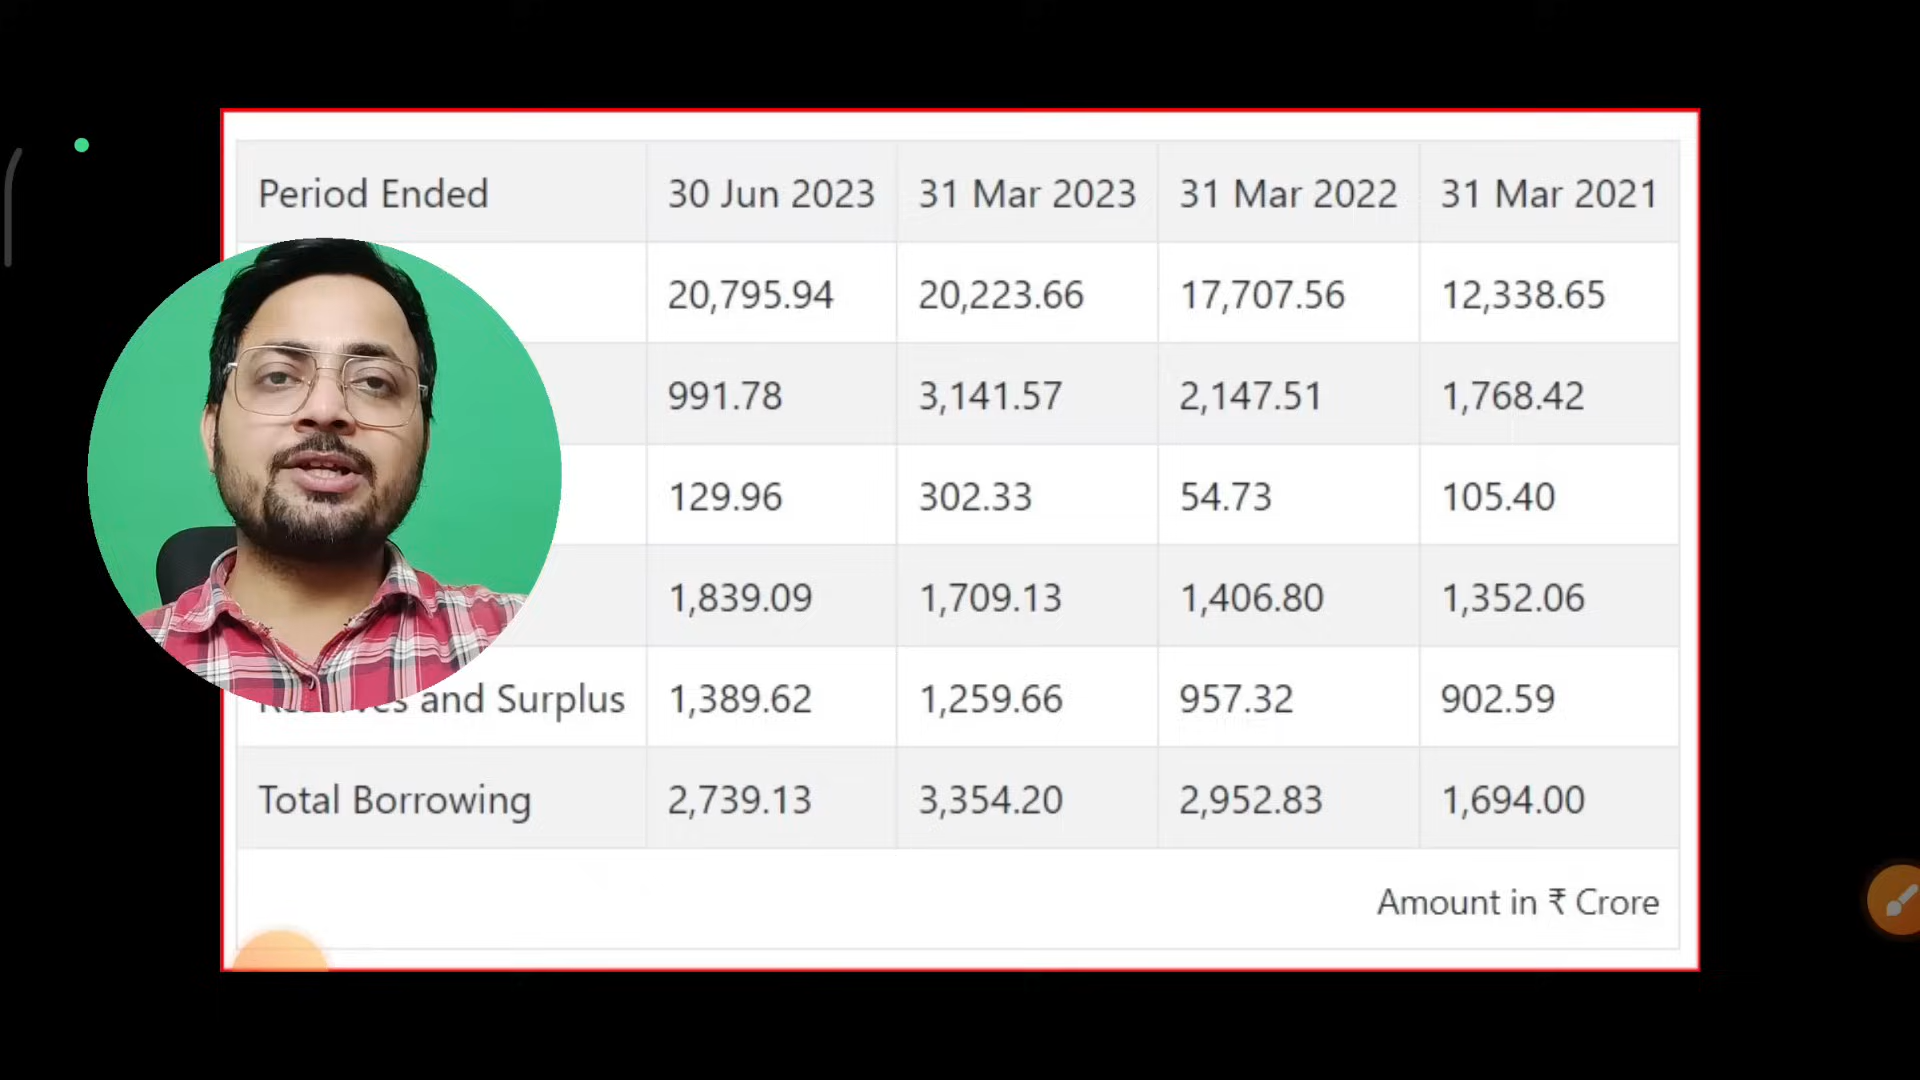 Period Ended 30 Jun 2023 31 Mar 2023 31 Mar 2022 31 Mar 2021
20,795.94 20,223.66 17,707.56 12,338.65
991.78 3,141.57 2,147.51 1,768.42
129.96 302.33 54.73 105.40
1,839.09 1,709.13 1,406.80 1,352.06
and Surplus 1,389.62 1,259.66 957.32 902.59
Total Borrowing 2,739.13 3,354.20 2,952.83 1,694.00
Amount in ₹ Crore